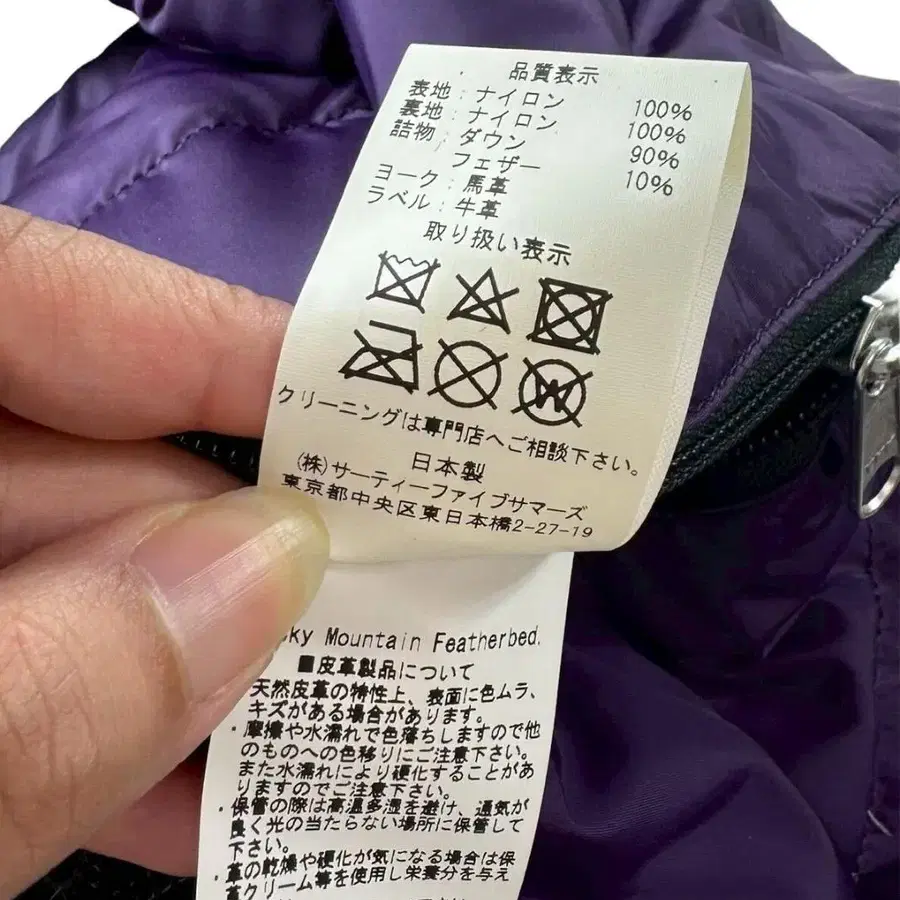 品質表示
表地:ナイロン 100%
裏地:ナイロン 100%
詰物:ダウン 90%
フェザー 10%
ヨーク:馬革
ラベル:牛革
取り扱い表示
W
クリーニングは専門店へご相談下さい。
日本製
(株)サーティーファイブサマーズ
東京都中央区東日本橋2-27-19
ky Mountain Featherbed.
■皮革製品について
天然皮革の特性上、表面に色ムラ、
キズがある場合があります。
・摩擦や水濡れで色落ちしますので他
のものへの色移りにご注意下さい。
また水濡れにより硬化することがあ
りますのでご注意下さい。
・保管の際は高温多湿を避け、通気が
良く光の当たらない場所に保管して
下さい。
・革の乾燥や硬化が気になる場合は保
革クリーム等を使用し栄養分を与え